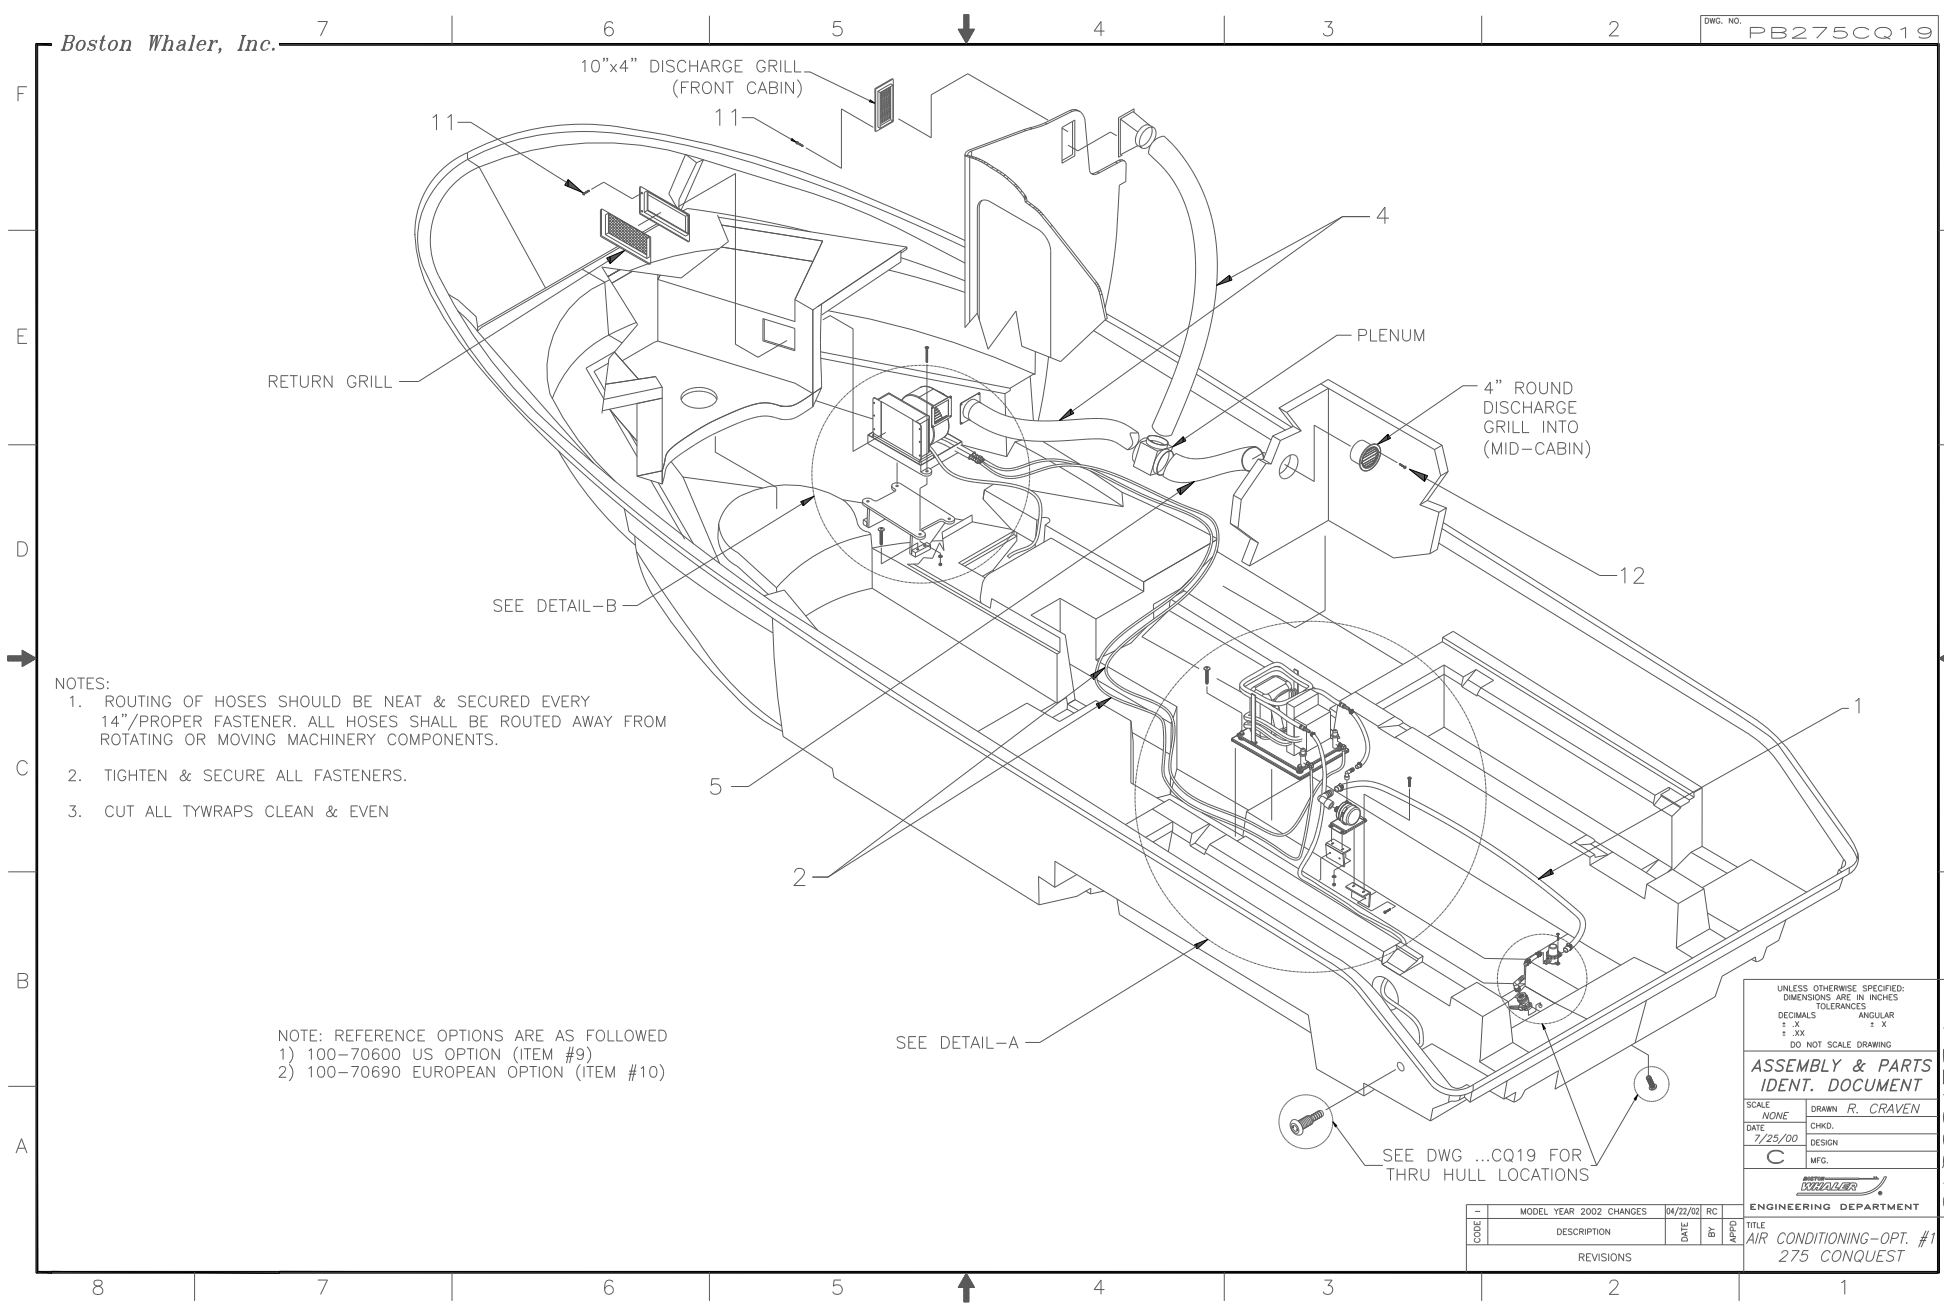 7
6
5
4
3
2
DWG. NO.
PB275CQ19
Boston Whaler, Inc.
F
E
D
C
B
A
10"x4" DISCHARGE GRILL
(FRONT CABIN)
11
11
4
PLENUM
RETURN GRILL
4" ROUND
DISCHARGE
GRILL INTO
(MID-CABIN)
12
SEE DETAIL-B
NOTES:
1. ROUTING OF HOSES SHOULD BE NEAT & SECURED EVERY
14"/PROPER FASTENER. ALL HOSES SHALL BE ROUTED AWAY FROM
ROTATING OR MOVING MACHINERY COMPONENTS.
2. TIGHTEN & SECURE ALL FASTENERS.
3. CUT ALL TYWRAPS CLEAN & EVEN
1
5
2
SEE DETAIL-A
NOTE: REFERENCE OPTIONS ARE AS FOLLOWED
1) 100-70600 US OPTION (ITEM #9)
2) 100-70690 EUROPEAN OPTION (ITEM #10)
SEE DWG ...CQ19 FOR
THRU HULL LOCATIONS
UNLESS OTHERWISE SPECIFIED:
DIMENSIONS ARE IN INCHES
TOLERANCES
DECIMALS ANGULAR
± .X ± X
± .XX
DO NOT SCALE DRAWING
ASSEMBLY & PARTS
IDENT. DOCUMENT
SCALE NONE
DRAWN R. CRAVEN
DATE 7/25/00
CHKD.
DESIGN
C
MFG.
BOSTON
WHALER
ENGINEERING DEPARTMENT
TITLE
AIR CONDITIONING-OPT. #1
275 CONQUEST
- MODEL YEAR 2002 CHANGES 04/22/02 RC
CODE DESCRIPTION DATE BY APPD
REVISIONS
8
7
6
5
4
3
2
1